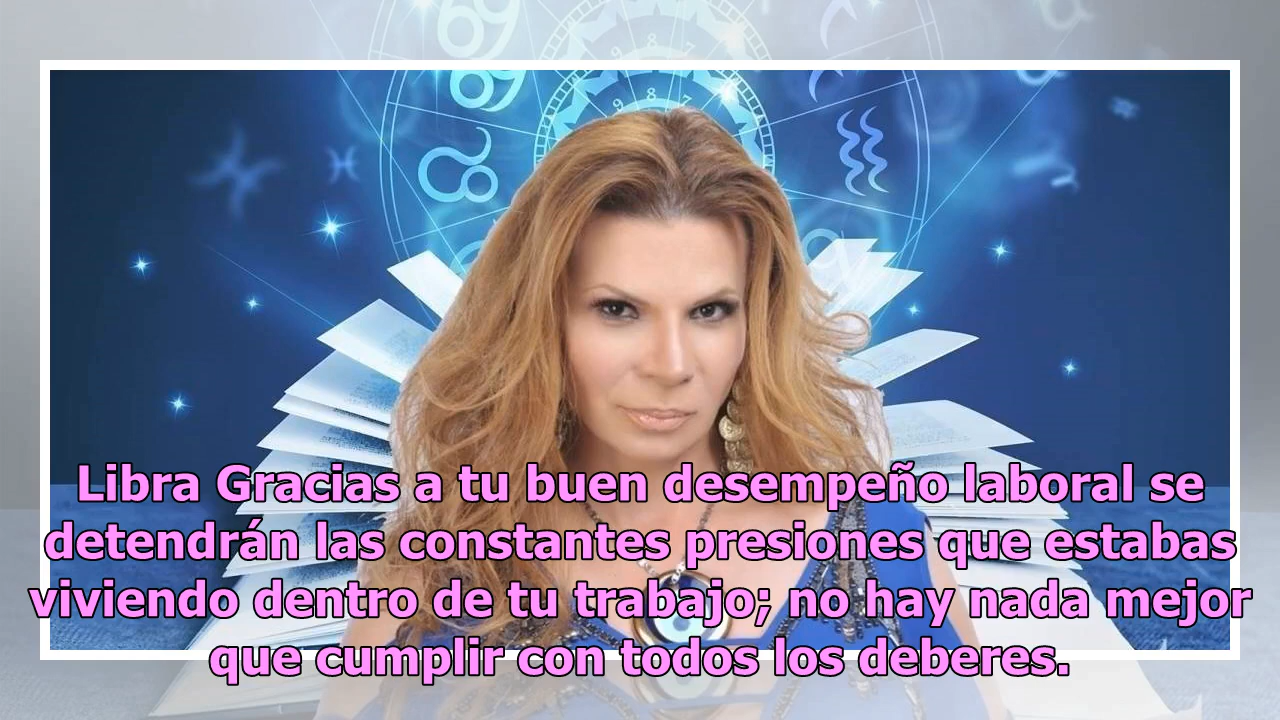 Libra Gracias a tu buen desempeño laboral se
detendrán las constantes presiones que estabas
viviendo dentro de tu trabajo; no hay nada mejor
que cumplir con todos los deberes.